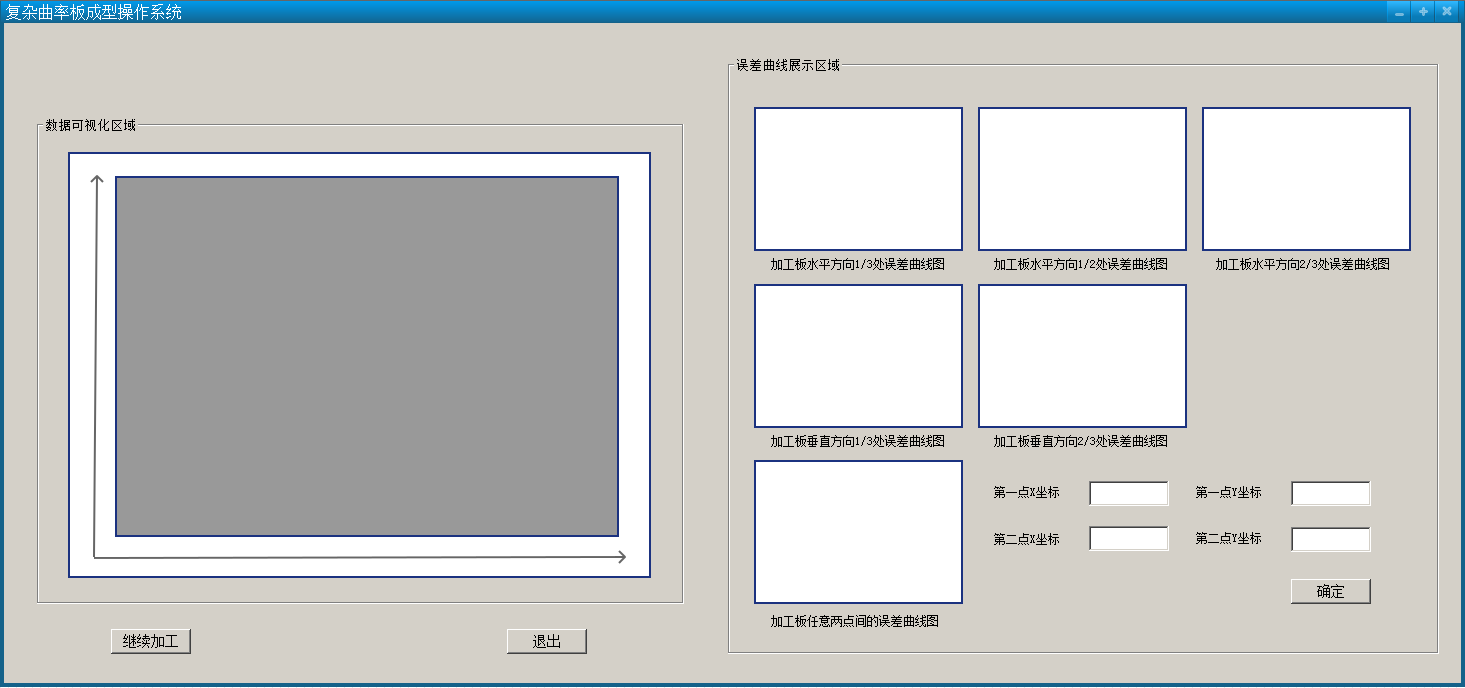 复杂曲率板成型操作系统
数据可视化区域
继续加工
退出
误差曲线展示区域
加工板水平方向1/3处误差曲线图
加工板水平方向1/2处误差曲线图
加工板水平方向2/3处误差曲线图
加工板垂直方向1/3处误差曲线图
加工板垂直方向2/3处误差曲线图
第一点X坐标
第一点Y坐标
第二点X坐标
第二点Y坐标
确定
加工板任意两点间的误差曲线图